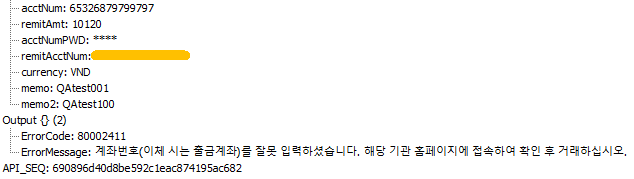 acctNum: 65326879799797
remitAmt: 10120
acctNumPWD: ****
remitAcctNum:
currency: VND
memo: QAtest001
memo2: QAtest100
Output {} (2)
ErrorCode: 80002411
ErrorMessage: 계좌번호(이체 시는 출금계좌)를 잘못 입력하셨습니다. 해당 기관 홈페이지에 접속하여 확인 후 거래하십시오.
API_SEQ: 690896d40d8be592c1eac874195ac682